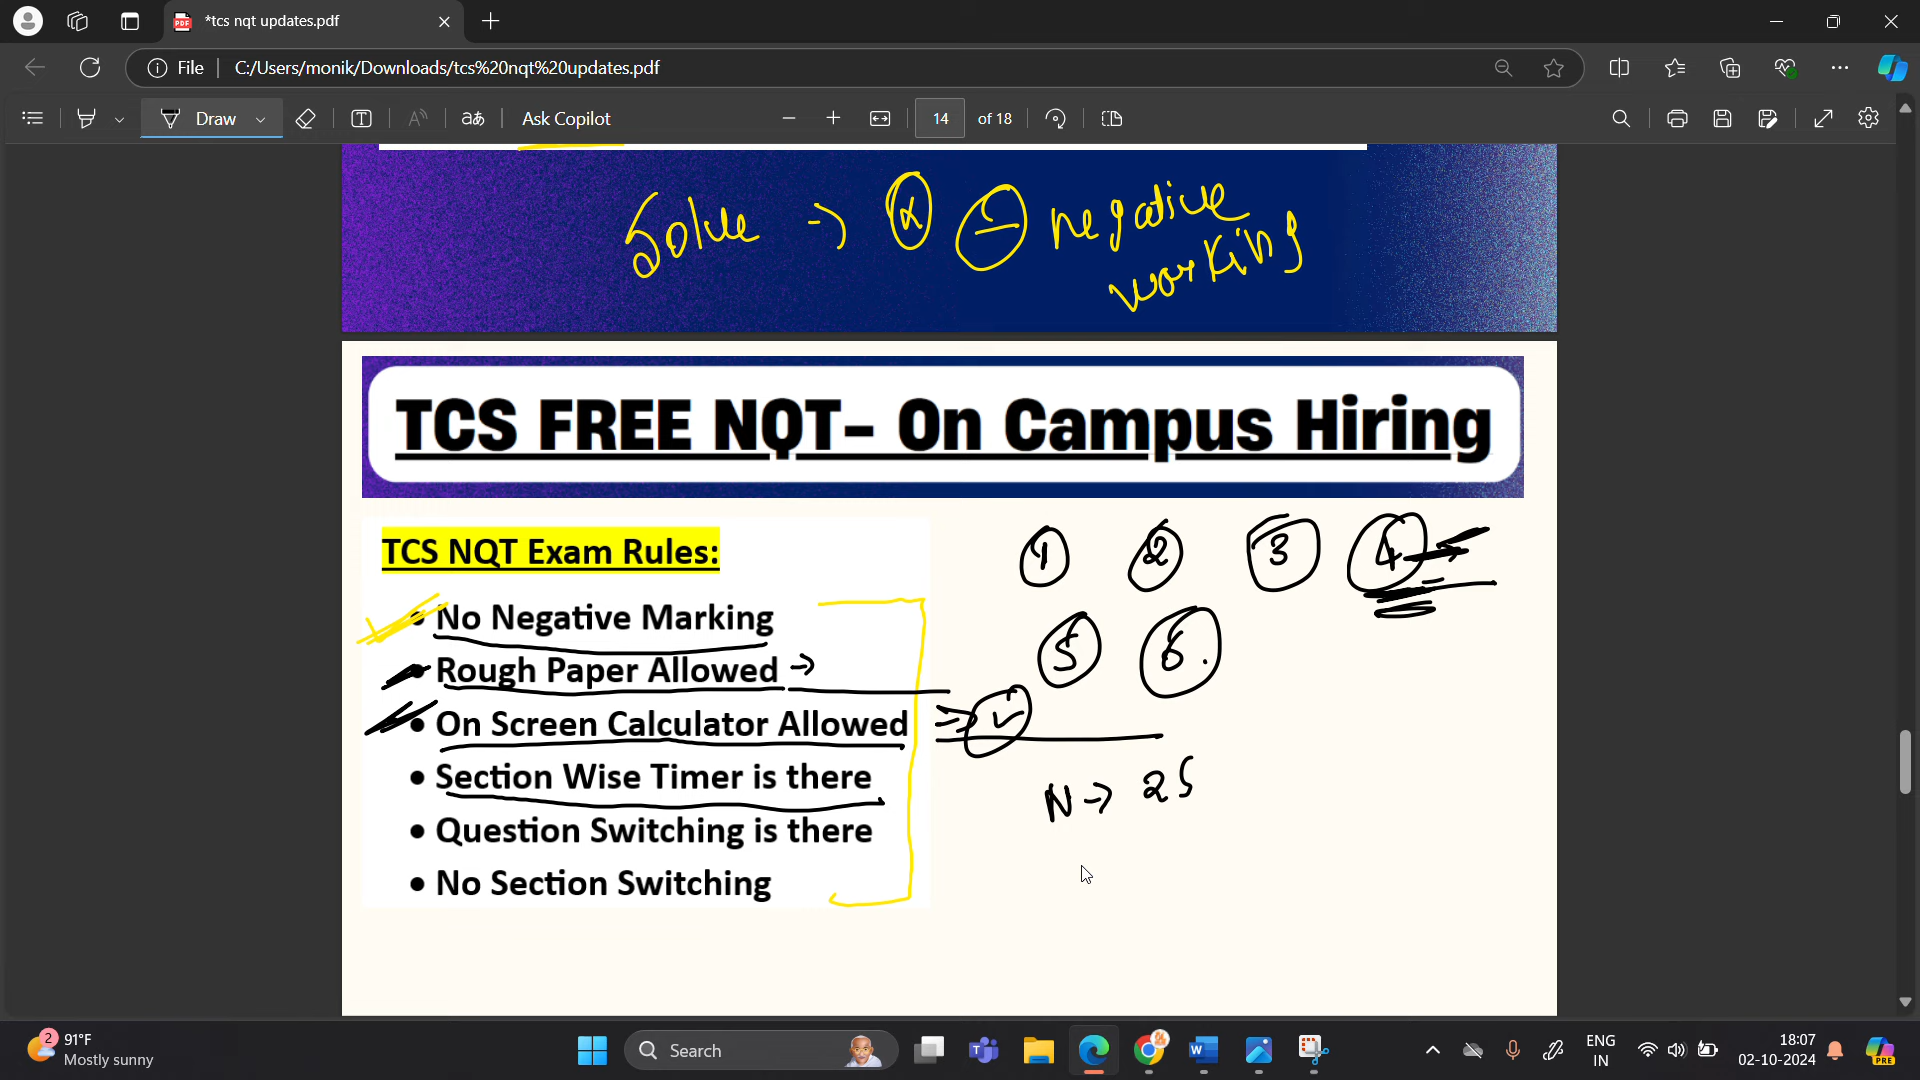 *tcs nqt updates.pdf
File
C:/Users/monik/Downloads/tcs%20nqt%20updates.pdf
Draw
Ask Copilot
14 of 18
Solve → negative
working
TCS FREE NQT- On Campus Hiring
TCS NQT Exam Rules:
• No Negative Marking
• Rough Paper Allowed →
• On Screen Calculator Allowed
• Section Wise Timer is there
• Question Switching is there
• No Section Switching
1 2 3 4
5 6
N → 25
2
91°F
Mostly sunny
Search
ENG
IN
18:07
02-10-2024
PRE